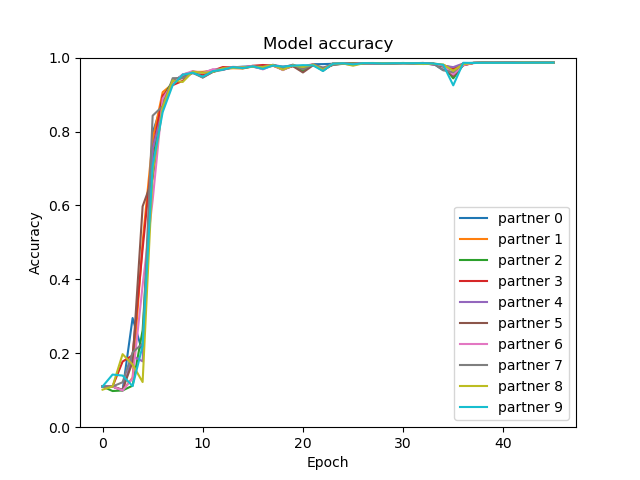 Model accuracy
1.0
0.8
0.6
0.4
0.2
0.0
Accuracy
partner 0
partner 1
partner 2
partner 3
partner 4
partner 5
partner 6
partner 7
partner 8
partner 9
0 10 20 30 40
Epoch